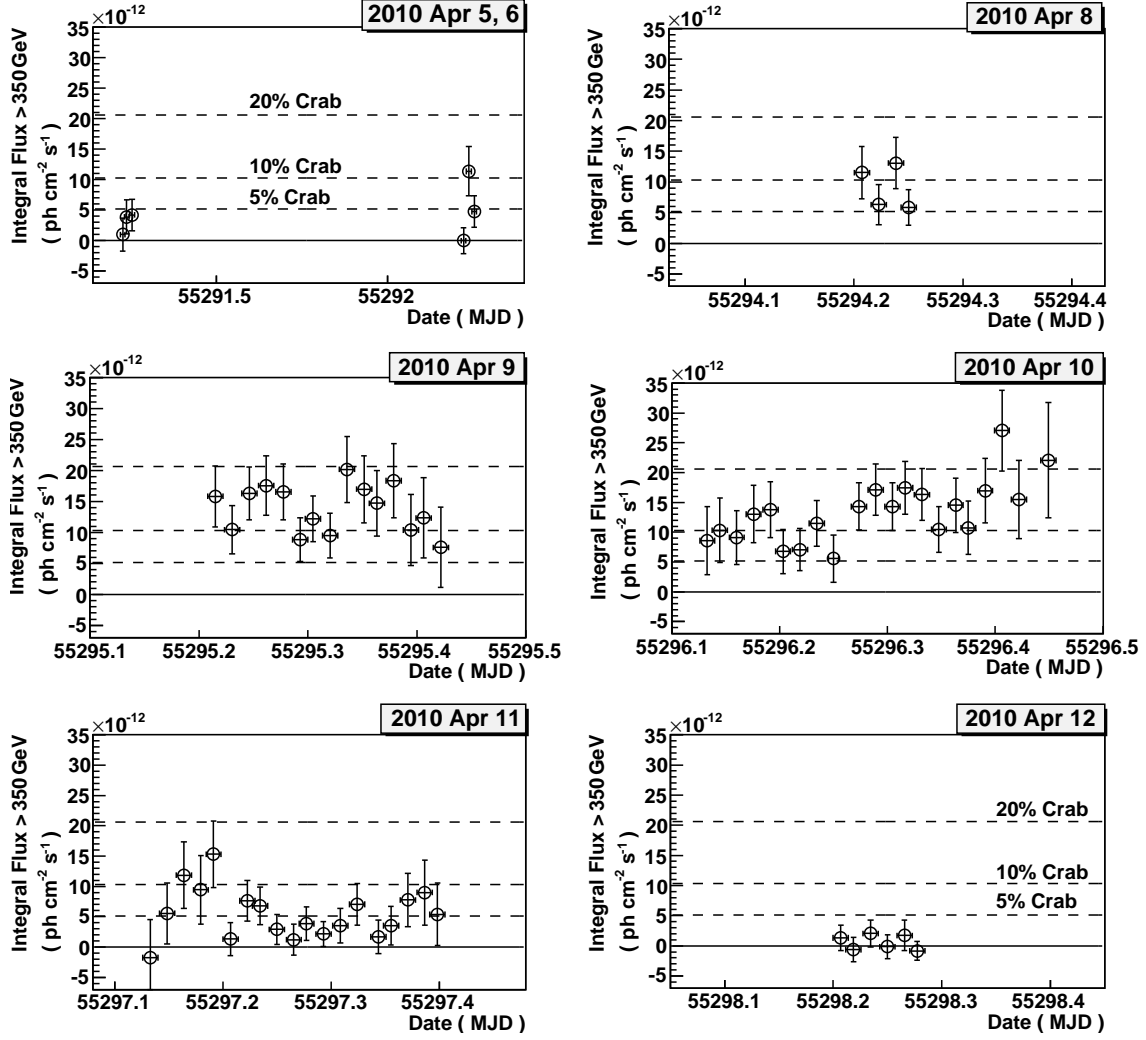 ×10⁻¹²
2010 Apr 5, 6
Integral Flux > 350GeV
( ph cm⁻² s⁻¹ )
35
30
25
20
15
10
5
0
-5
20% Crab
10% Crab
5% Crab
55291.5
55292
Date ( MJD )
×10⁻¹²
2010 Apr 8
Integral Flux > 350GeV
( ph cm⁻² s⁻¹ )
35
30
25
20
15
10
5
0
-5
55294.1
55294.2
55294.3
55294.4
Date ( MJD )
×10⁻¹²
2010 Apr 9
Integral Flux > 350GeV
( ph cm⁻² s⁻¹ )
35
30
25
20
15
10
5
0
-5
55295.1
55295.2
55295.3
55295.4
55295.5
Date ( MJD )
×10⁻¹²
2010 Apr 10
Integral Flux > 350GeV
( ph cm⁻² s⁻¹ )
35
30
25
20
15
10
5
0
-5
55296.1
55296.2
55296.3
55296.4
55296.5
Date ( MJD )
×10⁻¹²
2010 Apr 11
Integral Flux > 350GeV
( ph cm⁻² s⁻¹ )
35
30
25
20
15
10
5
0
-5
55297.1
55297.2
55297.3
55297.4
Date ( MJD )
×10⁻¹²
2010 Apr 12
Integral Flux > 350GeV
( ph cm⁻² s⁻¹ )
35
30
25
20
15
10
5
0
-5
20% Crab
10% Crab
5% Crab
55298.1
55298.2
55298.3
55298.4
Date ( MJD )